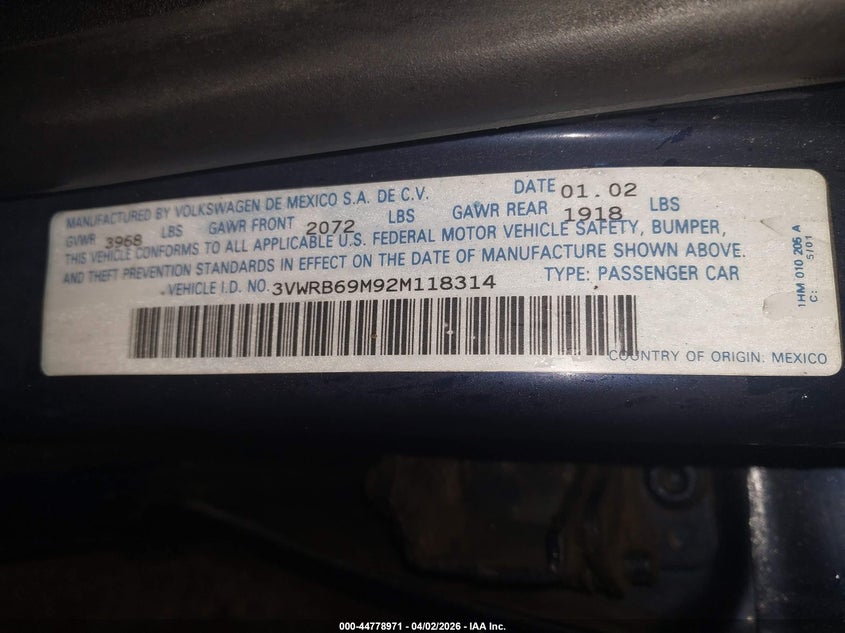 MANUFACTURED BY VOLKSWAGEN DE MEXICO S.A. DE C.V. DATE 01.02
GVWR 3968 LBS GAWR FRONT 2072 LBS GAWR REAR 1918 LBS
THIS VEHICLE CONFORMS TO ALL APPLICABLE U.S. FEDERAL MOTOR VEHICLE SAFETY, BUMPER,
AND THEFT PREVENTION STANDARDS IN EFFECT ON THE DATE OF MANUFACTURE SHOWN ABOVE.
VEHICLE I.D. NO. 3VWRB69M92M118314 TYPE: PASSENGER CAR
COUNTRY OF ORIGIN: MEXICO
1HM 010 206 A
C: 5/01
000-44778971 - 04/02/2026 - IAA Inc.